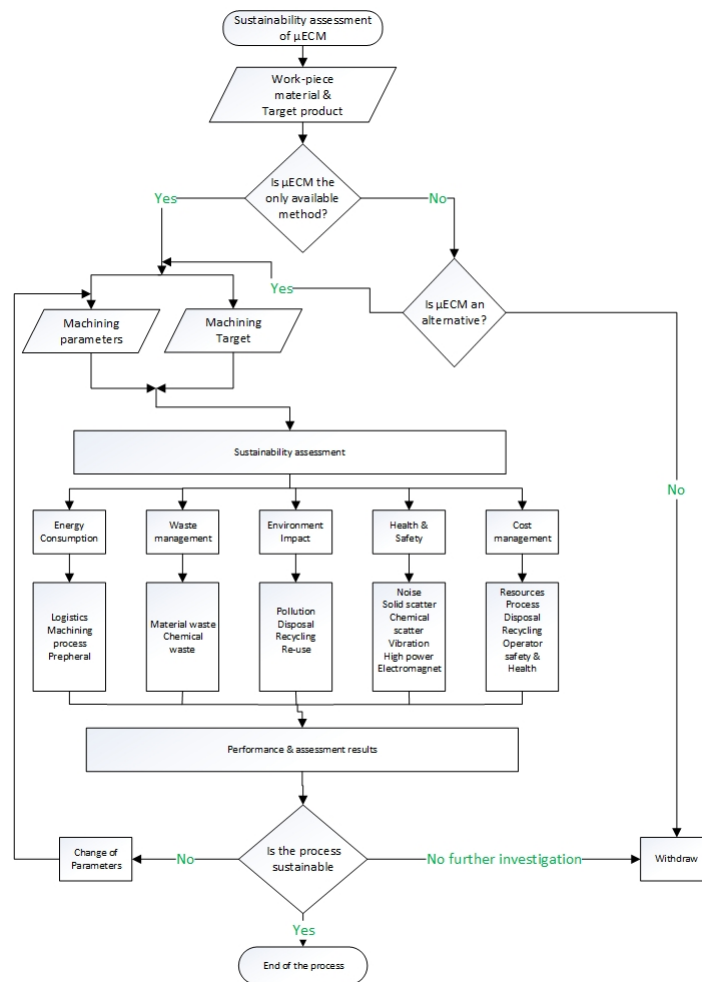 Sustainability assessment
of µECM
Work-piece
material &
Target product
Is µECM the
only available
method?
Yes
No
Is µECM an
alternative?
Yes
Machining
parameters
Machining
Target
Sustainability assessment
No
Energy
Consumption
Waste
management
Environment
Impact
Health &
Safety
Cost
management
Logistics
Machining
process
Prepheral
Material waste
Chemical
waste
Pollution
Disposal
Recycling
Re-use
Noise
Solid scatter
Chemical
scatter
Vibration
High power
Electromagnet
Resources
Process
Disposal
Recycling
Operator
safety &
Health
Performance & assessment results
Is the process
sustainable
No
Change of
Parameters
No further investigation
Withdraw
Yes
End of the process